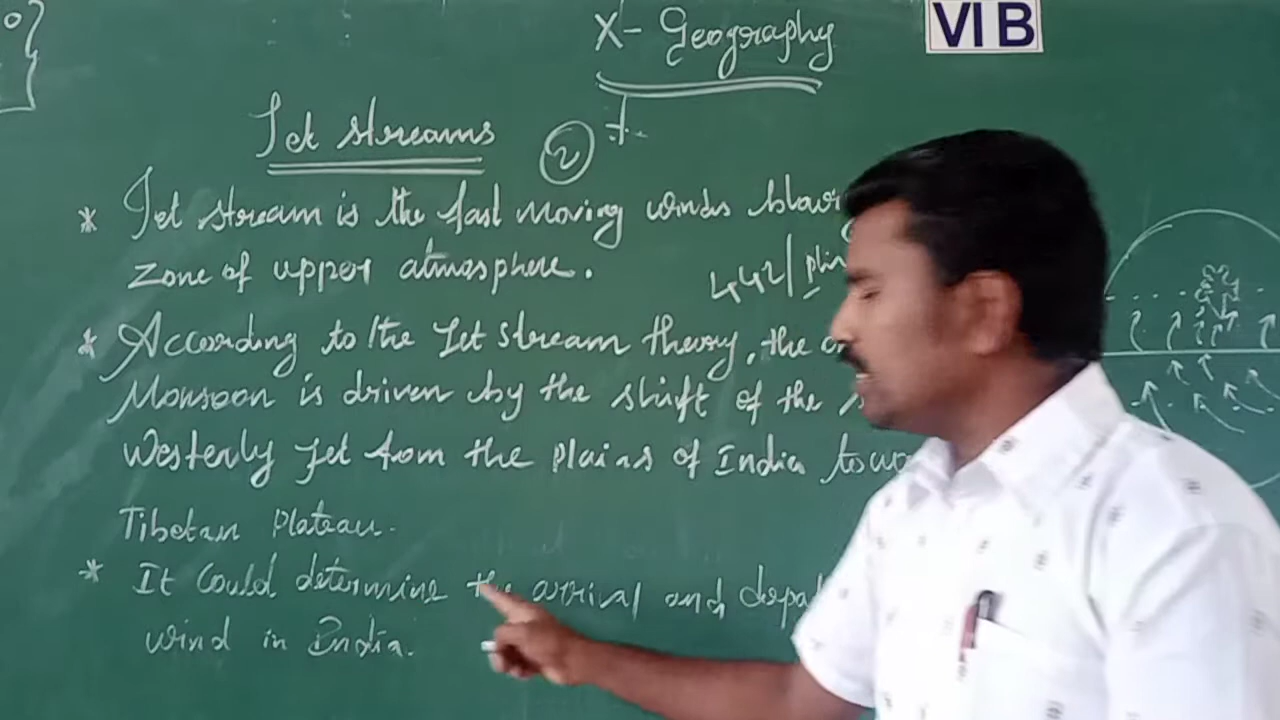 X- Geography
VI B
Jet streams
2
* Jet stream is the fast moving winds
zone of upper atmosphere.
442/
* According to the Jet stream theory, the
Monsoon is driven by the shift of the
Westerly Jet from the plains of India
Tibetan Plateau.
* It Could determine the arrival and
wind in India.